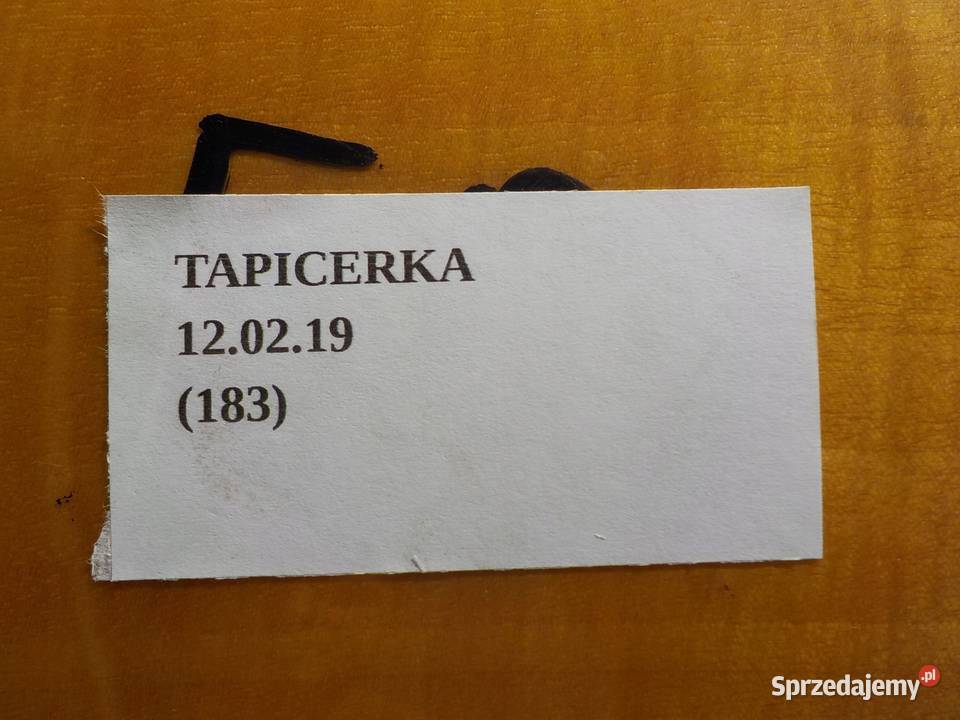 TAPICERKA
12.02.19
(183)
Sprzedajemy.pl